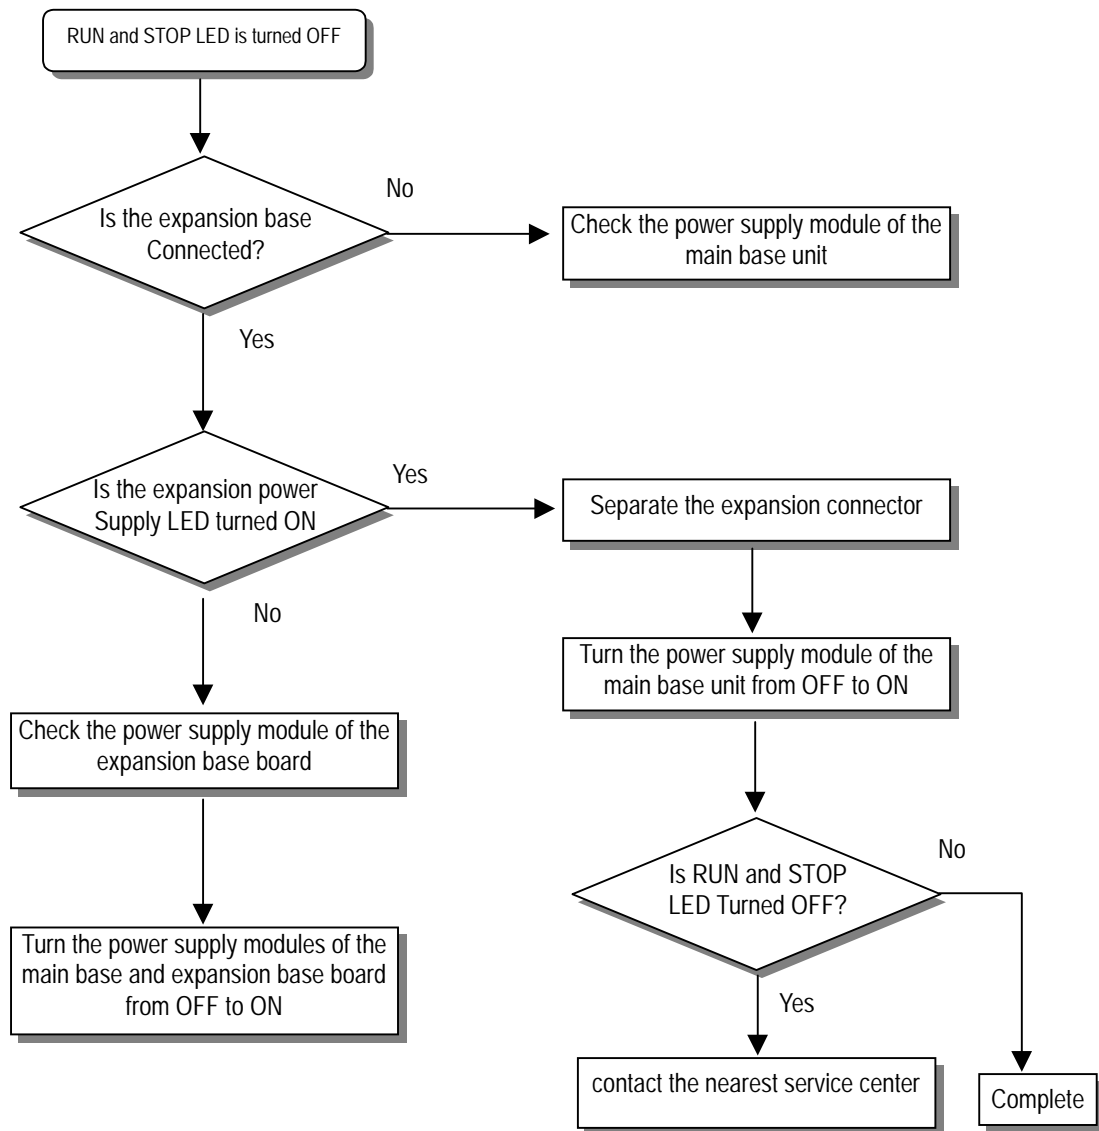 RUN and STOP LED is turned OFF
No
Is the expansion base
Connected?
Check the power supply module of the
main base unit
Yes
Is the expansion power
Supply LED turned ON
Yes
Separate the expansion connector
No
Turn the power supply module of the
main base unit from OFF to ON
Check the power supply module of the
expansion base board
Is RUN and STOP
LED Turned OFF?
No
Turn the power supply modules of the
main base and expansion base board
from OFF to ON
Yes
contact the nearest service center
Complete